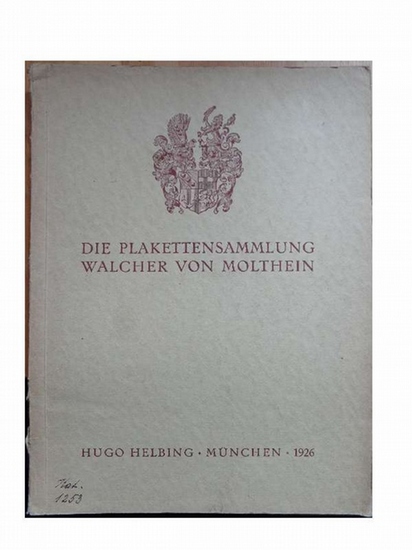 DIE PLAKETTENSAMMLUNG
WALCHER VON MOLTHEIN
HUGO HELBING · MÜNCHEN · 1926
1253